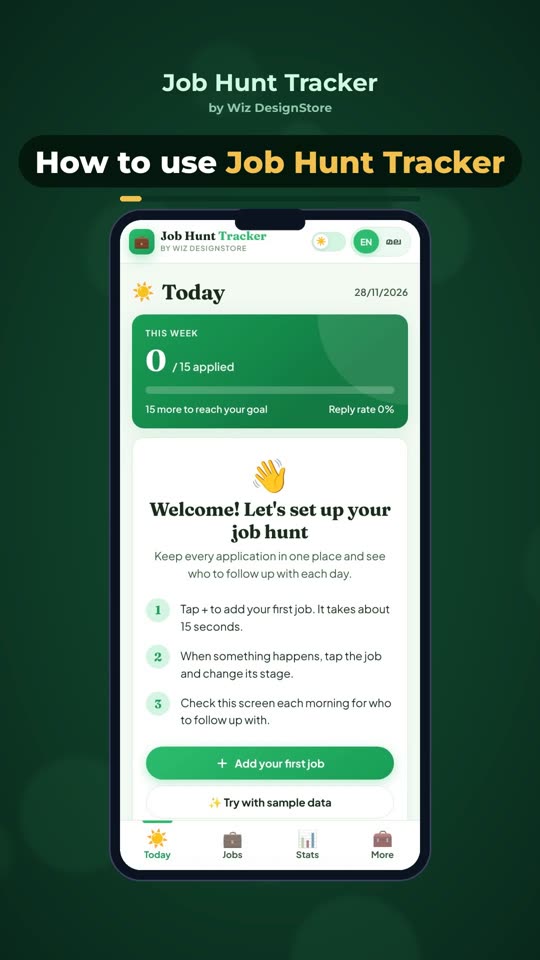 Job Hunt Tracker
by Wiz DesignStore
How to use Job Hunt Tracker
Job Hunt Tracker
BY WIZ DESIGNSTORE
EN
മല
Today
28/11/2026
THIS WEEK
0 / 15 applied
15 more to reach your goal
Reply rate 0%
Welcome! Let's set up your
job hunt
Keep every application in one place and see
who to follow up with each day.
1 Tap + to add your first job. It takes about
15 seconds.
2 When something happens, tap the job
and change its stage.
3 Check this screen each morning for who
to follow up with.
+ Add your first job
✨ Try with sample data
Today
Jobs
Stats
More